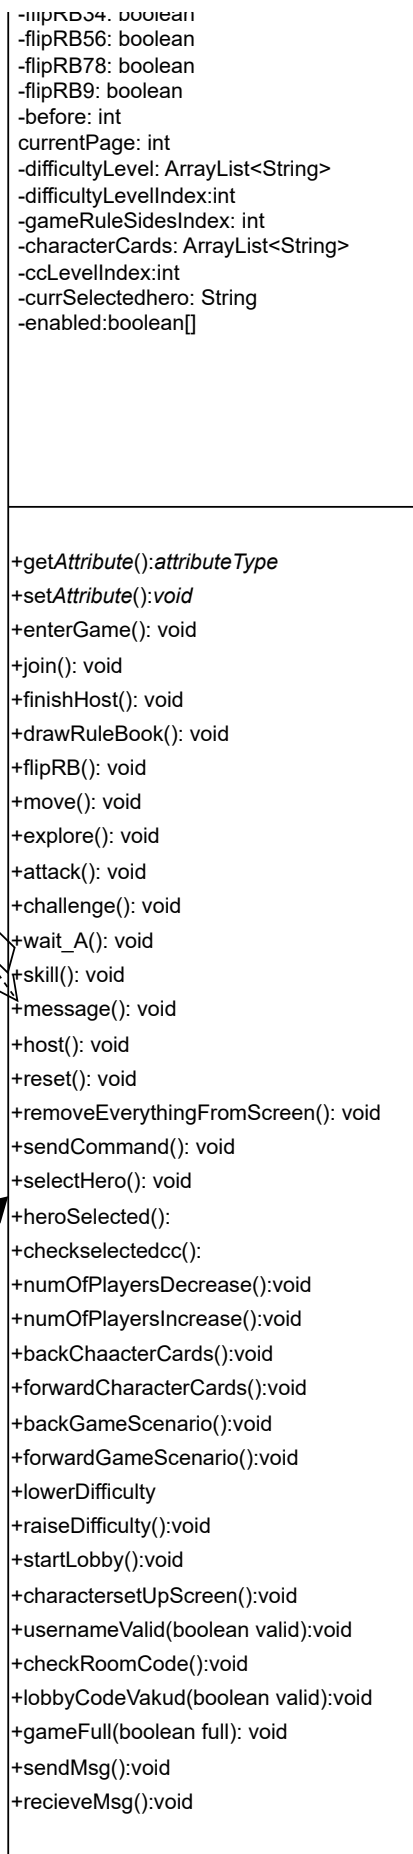 -flipRB34: boolean
-flipRB56: boolean
-flipRB78: boolean
-flipRB9: boolean
-before: int
currentPage: int
-difficultyLevel: ArrayList<String>
-difficultyLevelIndex:int
-gameRuleSidesIndex: int
-characterCards: ArrayList<String>
-ccLevelIndex:int
-currSelectedhero: String
-enabled:boolean[]
+getAttribute():attributeType
+setAttribute():void
+enterGame(): void
+join(): void
+finishHost(): void
+drawRuleBook(): void
+flipRB(): void
+move(): void
+explore(): void
+attack(): void
+challenge(): void
+wait_A(): void
+skill(): void
+message(): void
+host(): void
+reset(): void
+removeEverythingFromScreen(): void
+sendCommand(): void
+selectHero(): void
+heroSelected():
+checkselectedcc():
+numOfPlayersDecrease():void
+numOfPlayersIncrease():void
+backChaacterCards():void
+forwardCharacterCards():void
+backGameScenario():void
+forwardGameScenario():void
+lowerDifficulty
+raiseDifficulty():void
+startLobby():void
+charactersetUpScreen():void
+usernameValid(boolean valid):void
+checkRoomCode():void
+lobbyCodeVakud(boolean valid):void
+gameFull(boolean full): void
+sendMsg():void
+recieveMsg():void